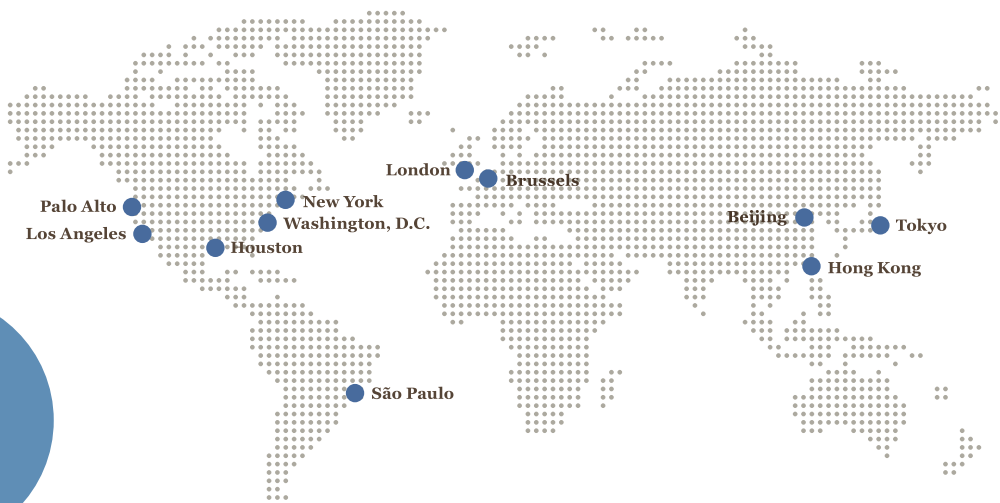 London
Brussels
New York
Palo Alto
Beijing
Washington, D.C.
Tokyo
Los Angeles
Houston
Hong Kong
São Paulo